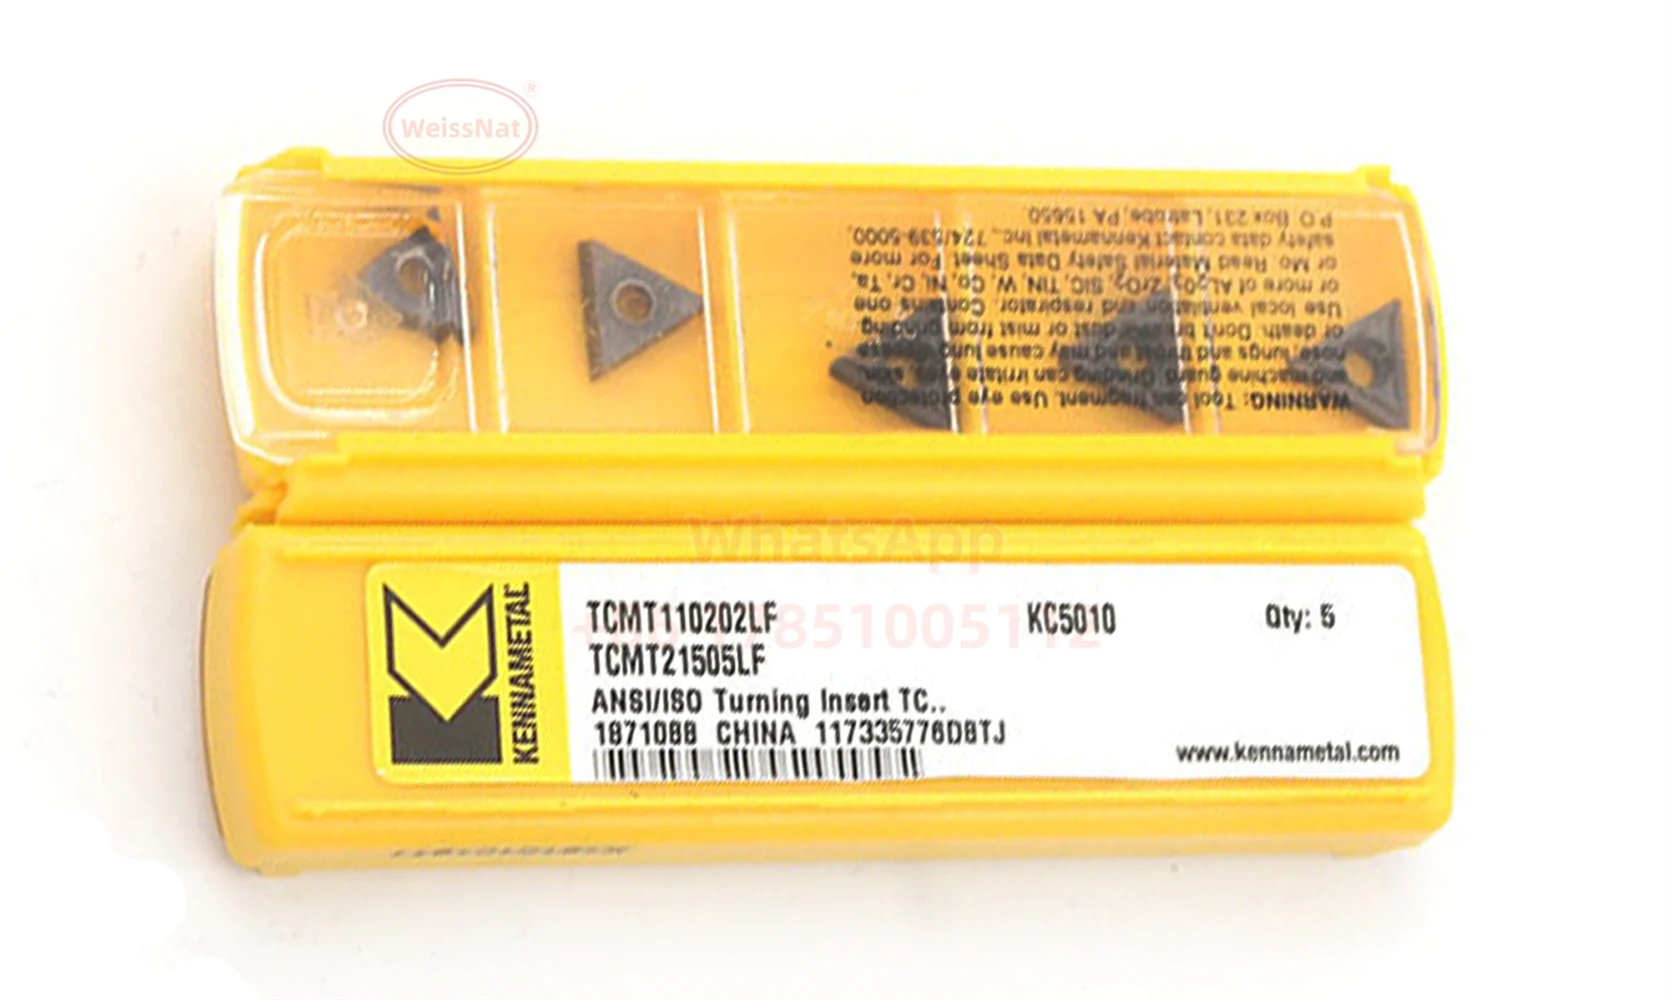 WeissNat®
P O Box 231, Latrobe, PA 15650
safety data contact Kennametal Inc., 724/539-5000,
or Mo. Read Material Safety Data Sheet. For more
or more of AL2O3, ZrO2, SIC, TIN, W, Co, Ni, Cr, Ta,
Use local ventilation and respirator. Contains one
or death. Don't breathe dust or mist from grinding.
nose, lungs and throat and may cause lung disease
and machine guard. Grinding can irritate eyes, skin,
WARNING: Tool can fragment. Use eye protection
WhatsApp
KENNAMETAL
TCMT110202LF KC5010 Qty: 5
TCMT21505LF
ANSI/ISO Turning Insert TC..
1871088 CHINA 117335776D8TJ
www.kennametal.com